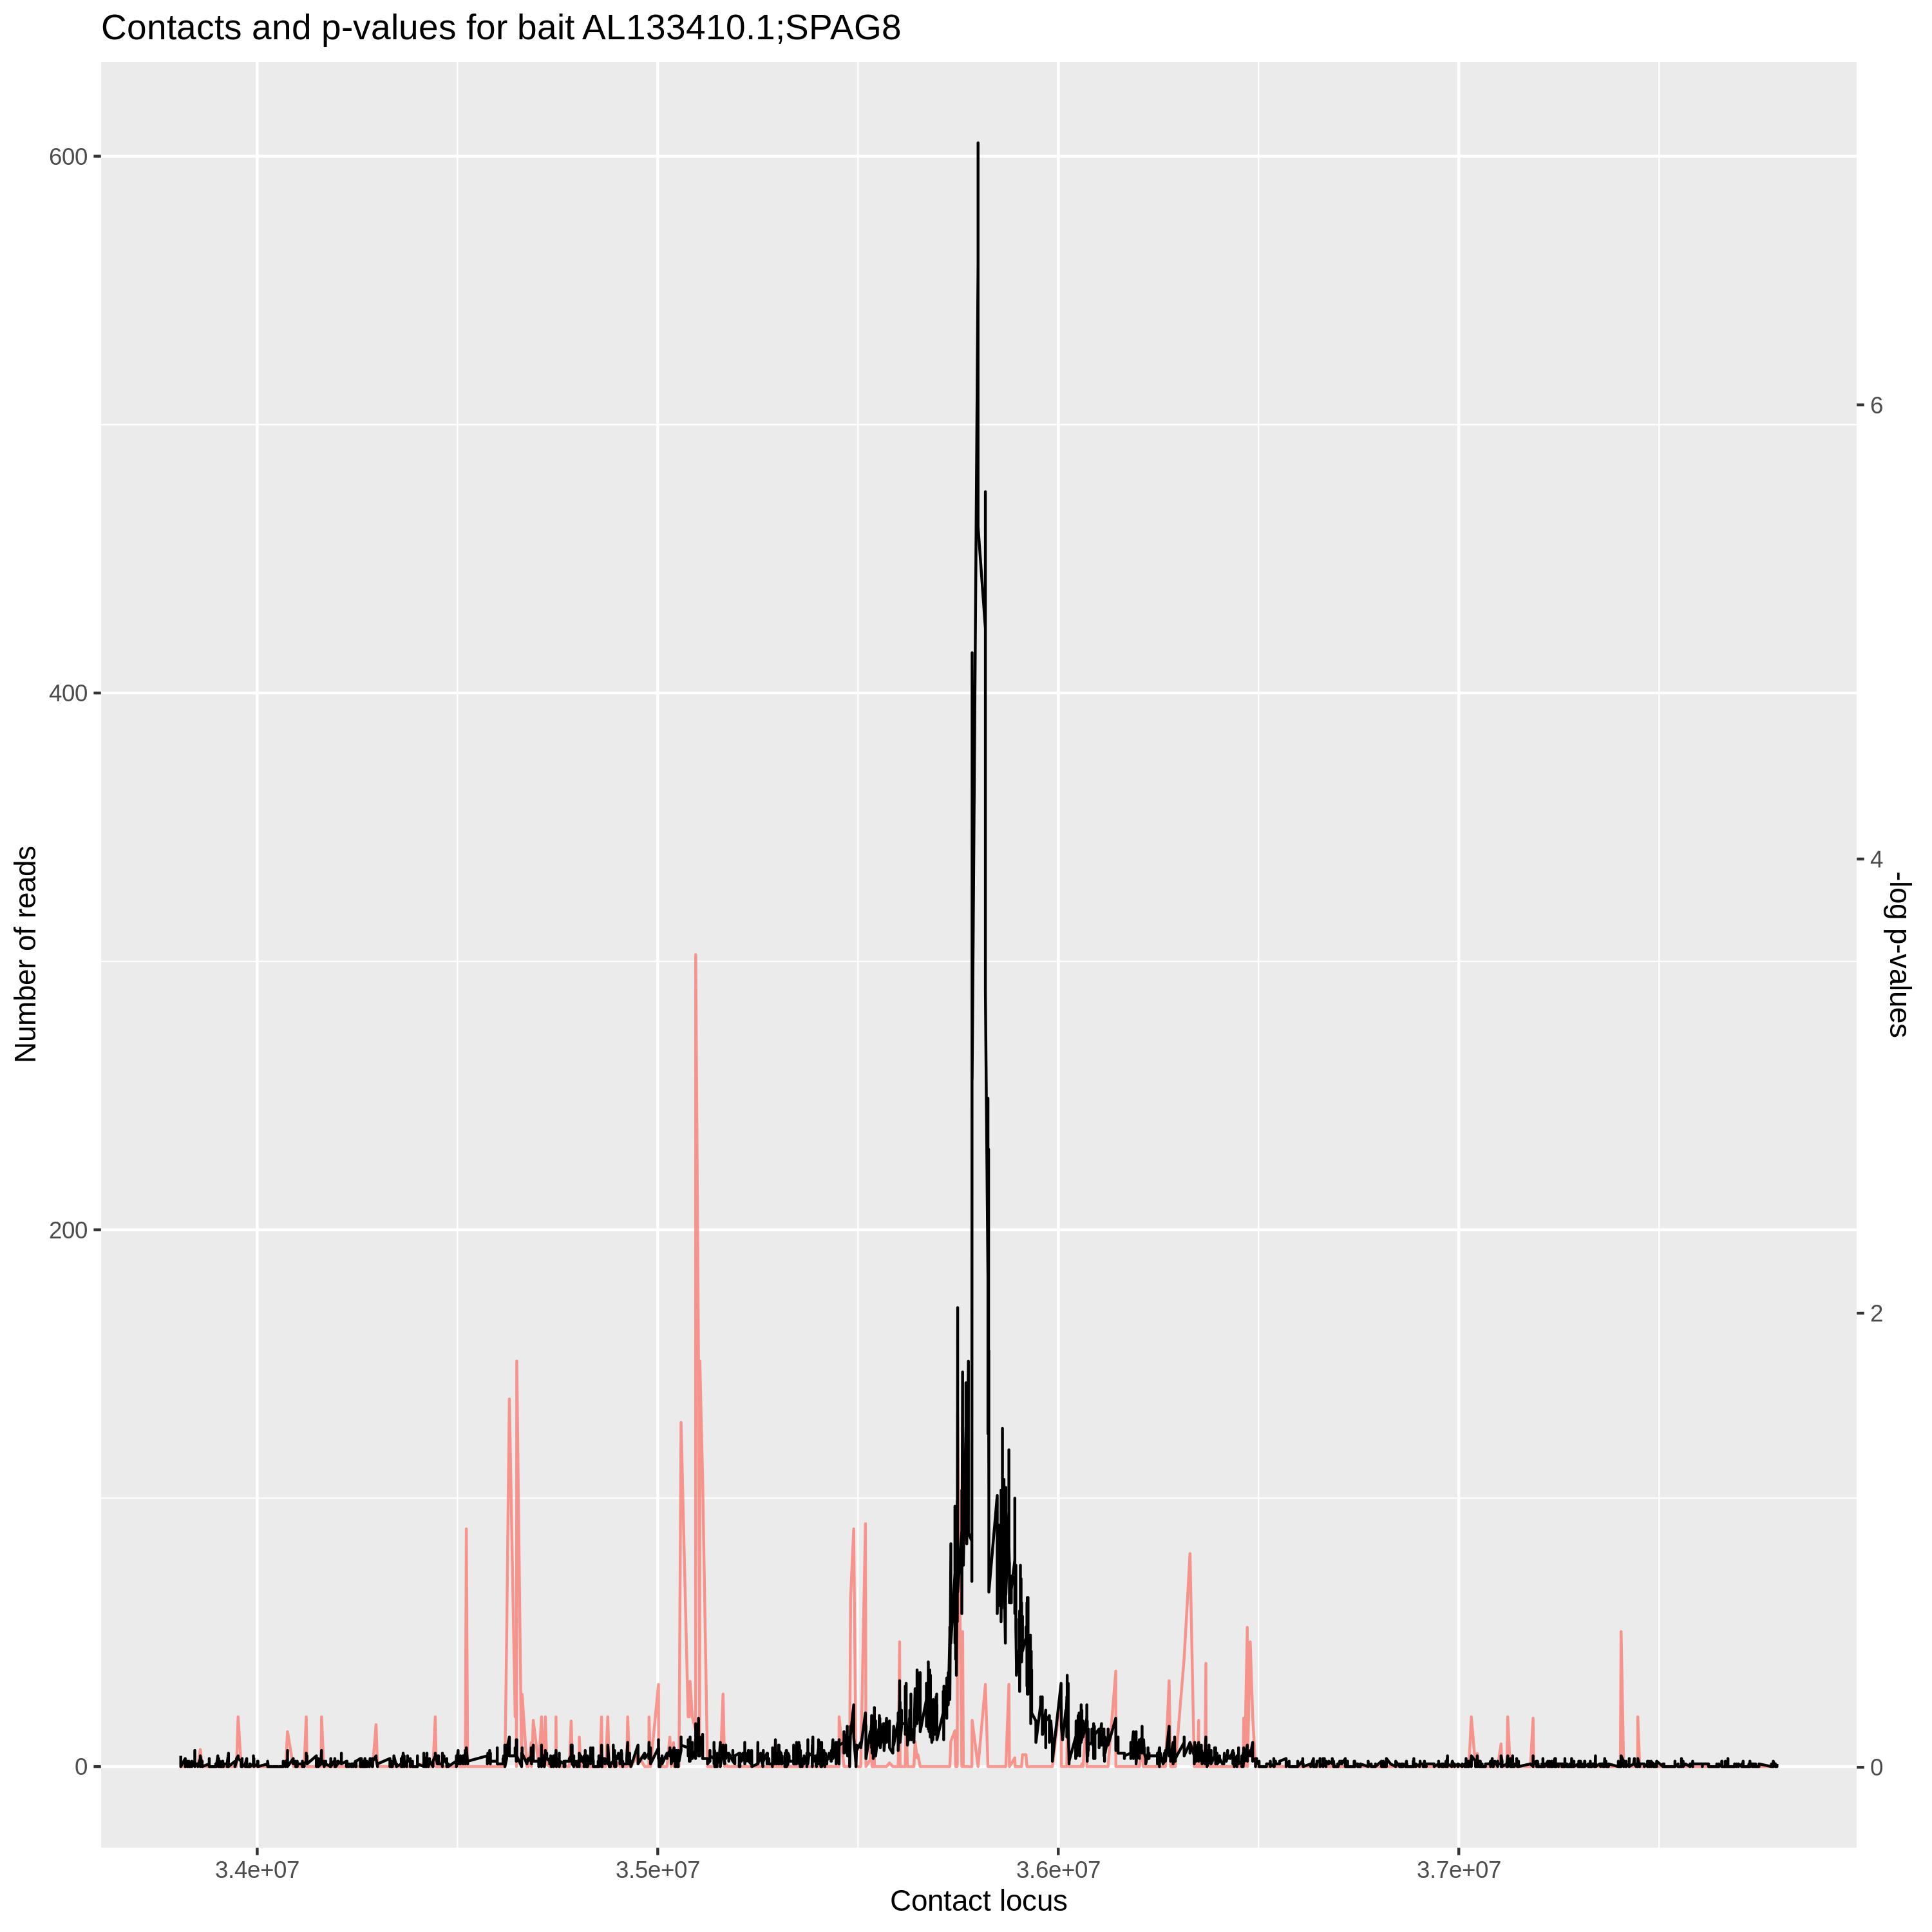 Contacts and p-values for bait AL133410.1;SPAG8
600
400
200
0
Number of reads
6
4
2
0
-log p-values
3.4e+07
3.5e+07
3.6e+07
3.7e+07
Contact locus